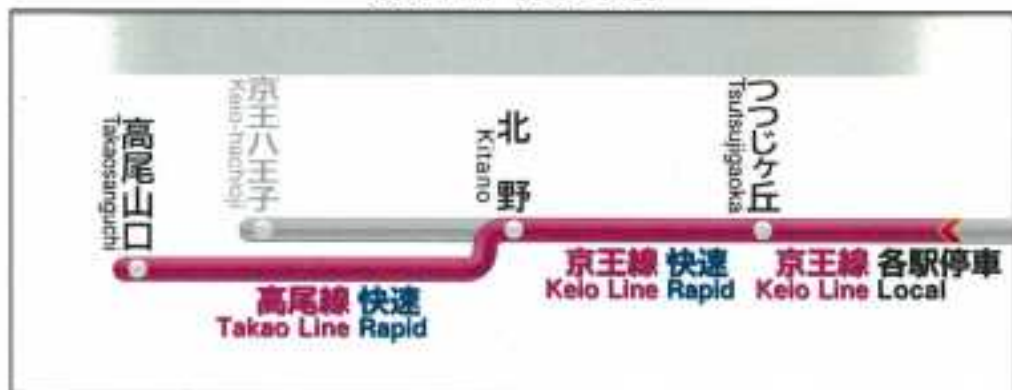 高尾山口
Takaosanguchi
京王八王子
Keio-hachioji
北野
Kitano
つつじヶ丘
Tsutsujigaoka
高尾線 快速
Takao Line Rapid
京王線 快速
Keio Line Rapid
京王線 各駅停車
Keio Line Local